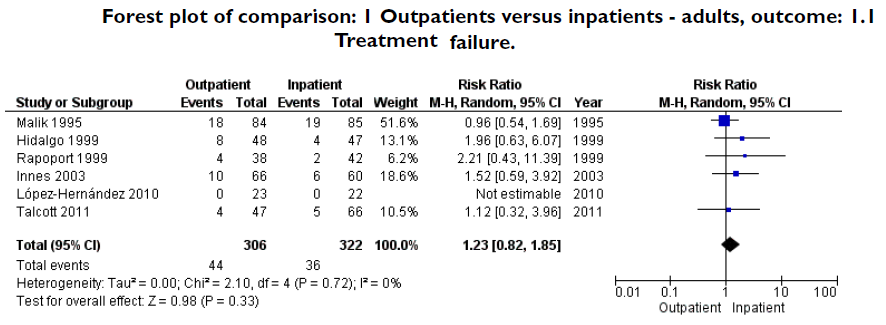 Forest plot of comparison: 1 Outpatients versus inpatients - adults, outcome: 1.1
Treatment failure.
Outpatient Inpatient Risk Ratio Risk Ratio
Study or Subgroup Events Total Events Total Weight M-H, Random, 95% CI Year M-H, Random, 95% CI
Malik 1995 18 84 19 85 51.6% 0.96 [0.54, 1.69] 1995
Hidalgo 1999 8 48 4 47 13.1% 1.96 [0.63, 6.07] 1999
Rapoport 1999 4 38 2 42 6.2% 2.21 [0.43, 11.39] 1999
Innes 2003 10 66 6 60 18.6% 1.52 [0.59, 3.92] 2003
López-Hernández 2010 0 23 0 22 Not estimable 2010
Talcott 2011 4 47 5 66 10.5% 1.12 [0.32, 3.96] 2011
Total (95% CI) 306 322 100.0% 1.23 [0.82, 1.85]
Total events 44 36
Heterogeneity: Tau² = 0.00; Chi² = 2.10, df = 4 (P = 0.72); I² = 0%
Test for overall effect: Z = 0.98 (P = 0.33)
0.01 0.1 1 10 100
Outpatient Inpatient